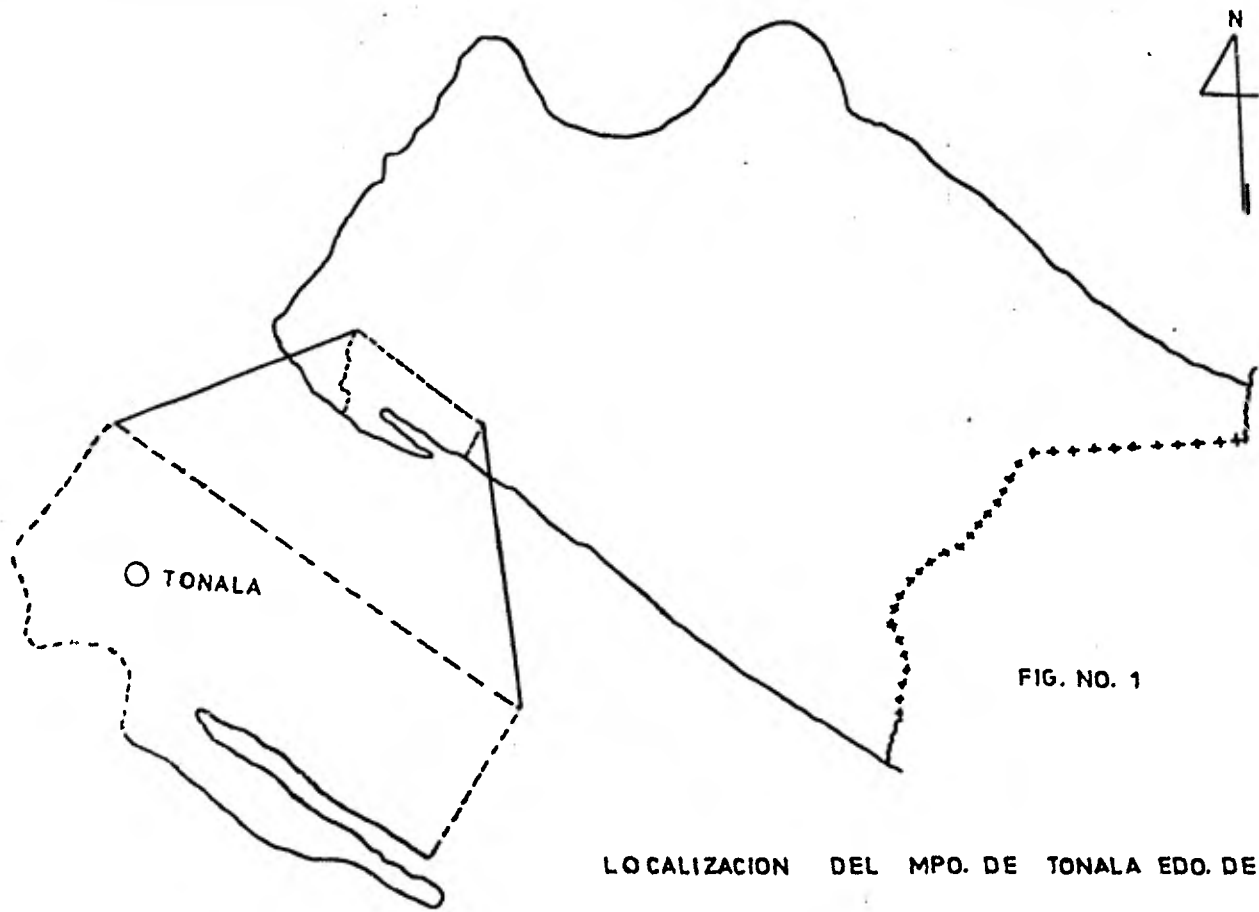 N
TONALA
FIG. NO. 1
LOCALIZACION DEL MPO. DE TONALA EDO. DE